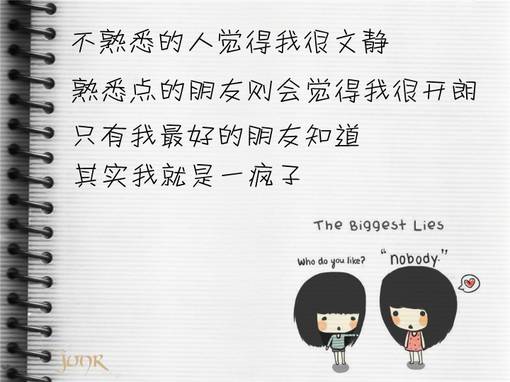 不熟悉的人觉得我很文静
熟悉点的朋友则会觉得我很开朗
只有我最好的朋友知道
其实我就是一疯子
The Biggest Lies
Who do you like?
"nobody."
JUNR